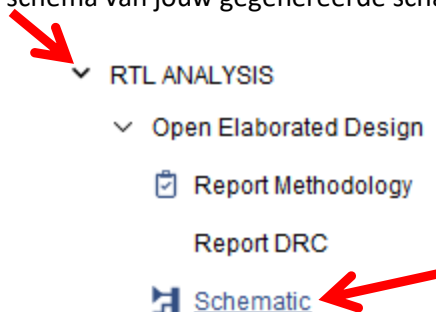 schema van jouw gegenereerde
RTL ANALYSIS
Open Elaborated Design
Report Methodology
Report DRC
Schematic